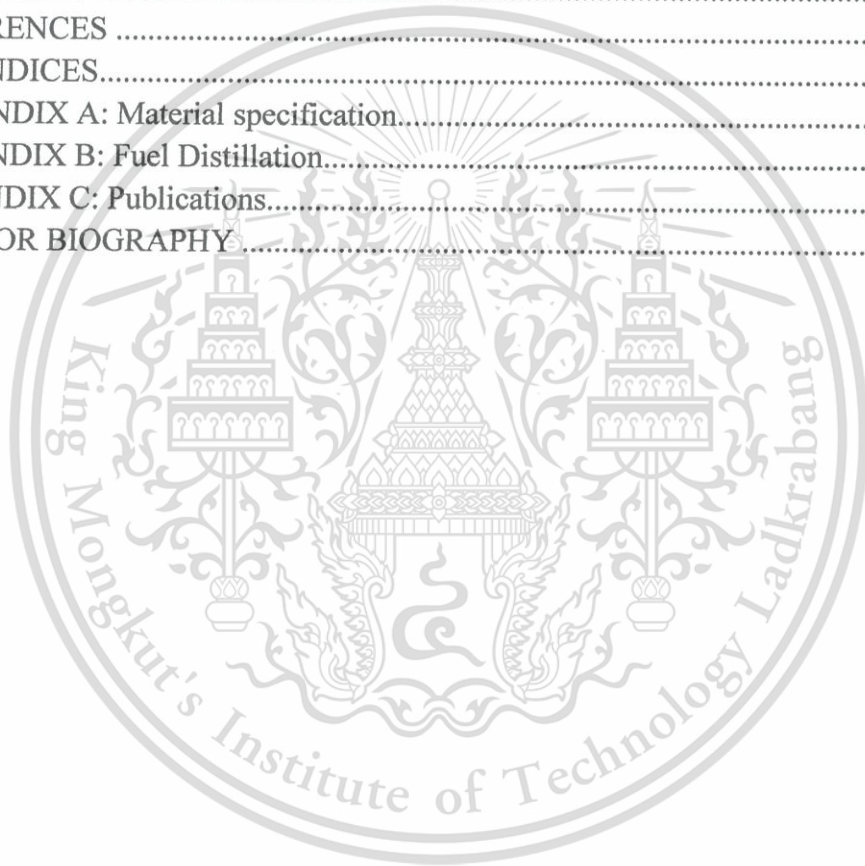 RENCES ........................................................
NDICES........................................................
NDIX A: Material specification........................................................
NDIX B: Fuel Distillation........................................................
NDIX C: Publications........................................................
OR BIOGRAPHY ........................................................
King Mongkut's Institute of Technology Ladkrabang